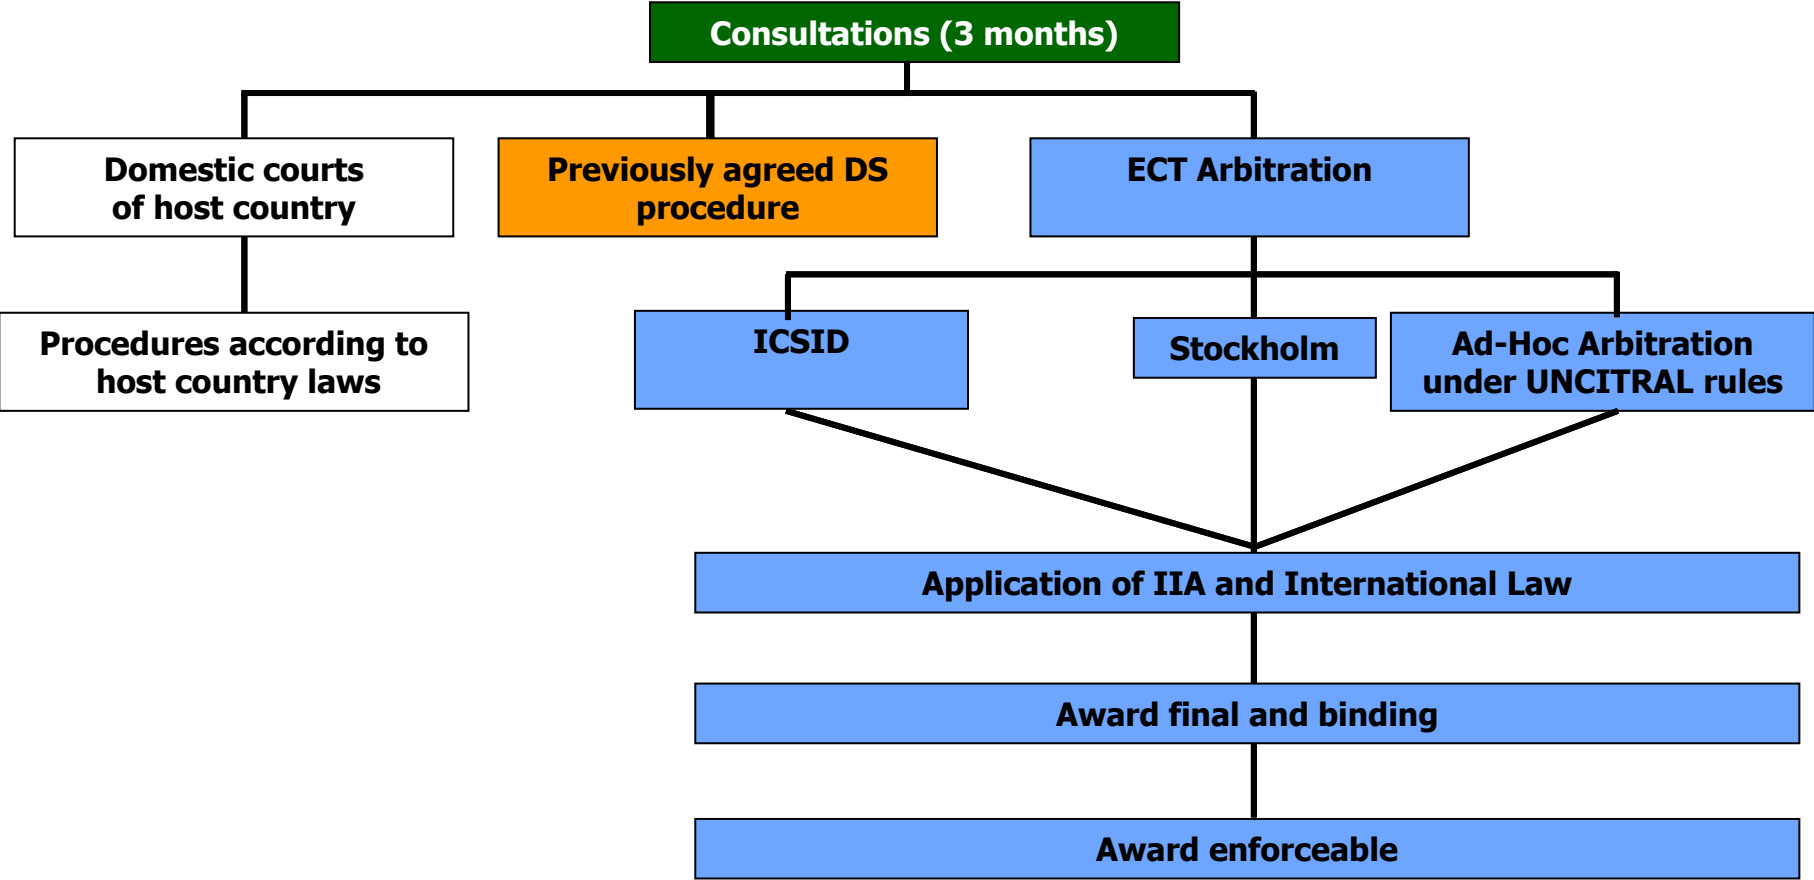 Consultations (3 months)
Domestic courts
of host country
Previously agreed DS
procedure
ECT Arbitration
Procedures according to
host country laws
ICSID
Stockholm
Ad-Hoc Arbitration
under UNCITRAL rules
Application of IIA and International Law
Award final and binding
Award enforceable